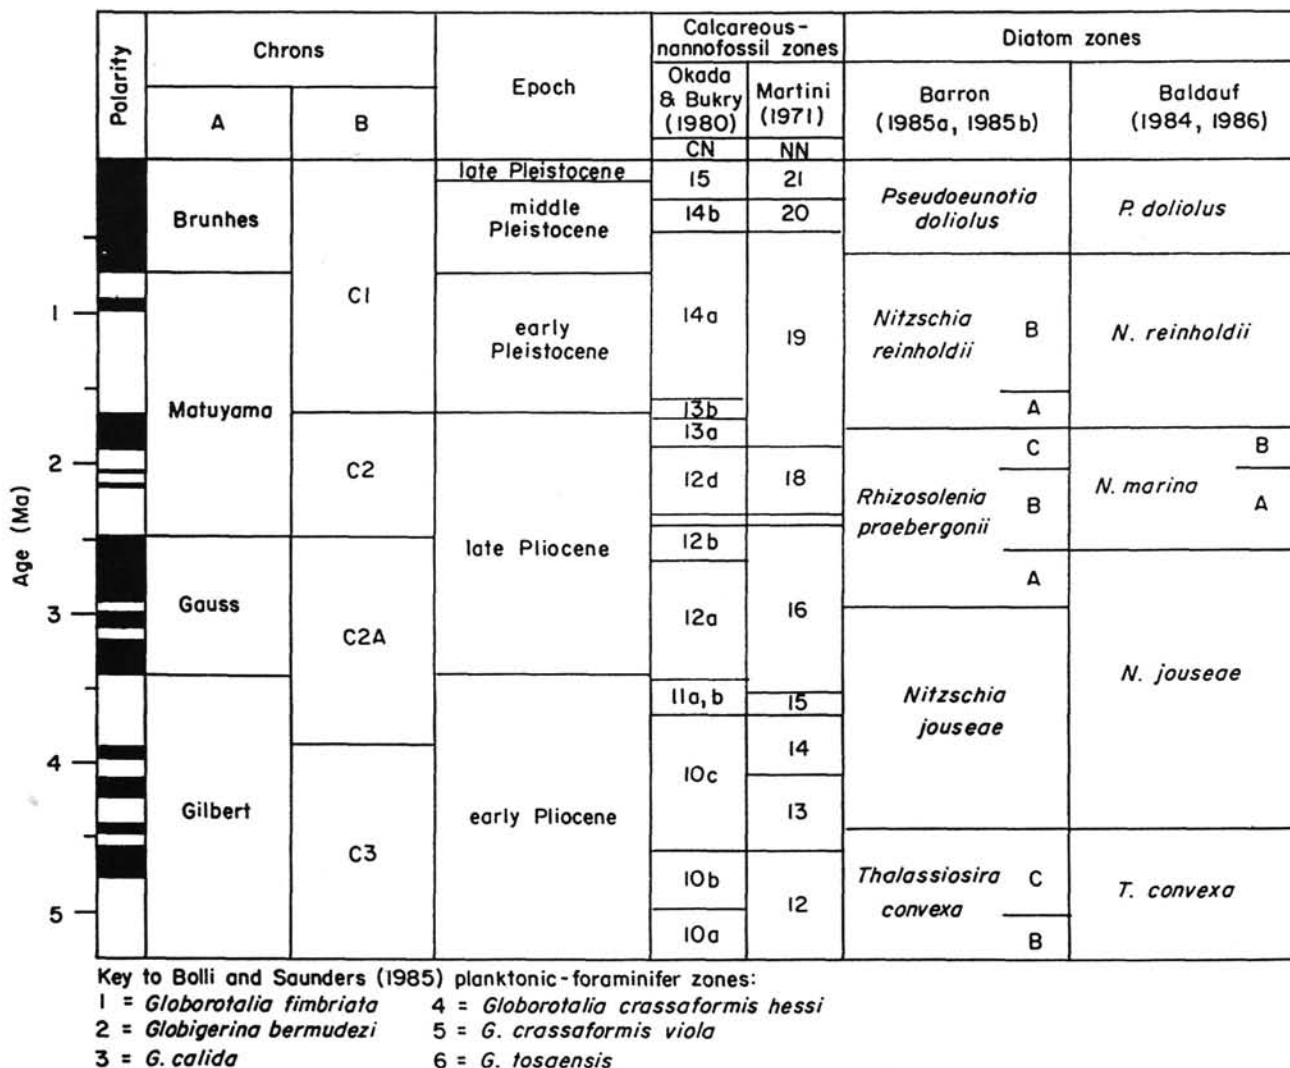 Polarity
Chrons
A
B
Epoch
Calcareous-
nannofossil zones
Okada
& Bukry
(1980)
Martini
(1971)
CN
NN
Diatom zones
Barron
(1985a, 1985b)
Baldauf
(1984, 1986)
Age (Ma)
1
2
3
4
5
Brunhes
Matuyama
Gauss
Gilbert
C1
C2
C2A
C3
late Pleistocene
middle
Pleistocene
early
Pleistocene
late Pliocene
early Pliocene
15
14b
14a
13b
13a
12d
12b
12a
11a, b
10c
10b
10a
21
20
19
18
16
15
14
13
12
Pseudoeunotia
doliolus
Nitzschia
reinholdii
B
A
Rhizosolenia
praebergonii
C
B
A
Nitzschia
jouseae
Thalassiosira
convexa
C
B
P. doliolus
N. reinholdii
N. marina
B
A
N. jouseae
T. convexa
Key to Bolli and Saunders (1985) planktonic-foraminifer zones:
1 = Globorotalia fimbriata
2 = Globigerina bermudezi
3 = G. calida
4 = Globorotalia crassaformis hessi
5 = G. crassaformis viola
6 = G. tosaensis